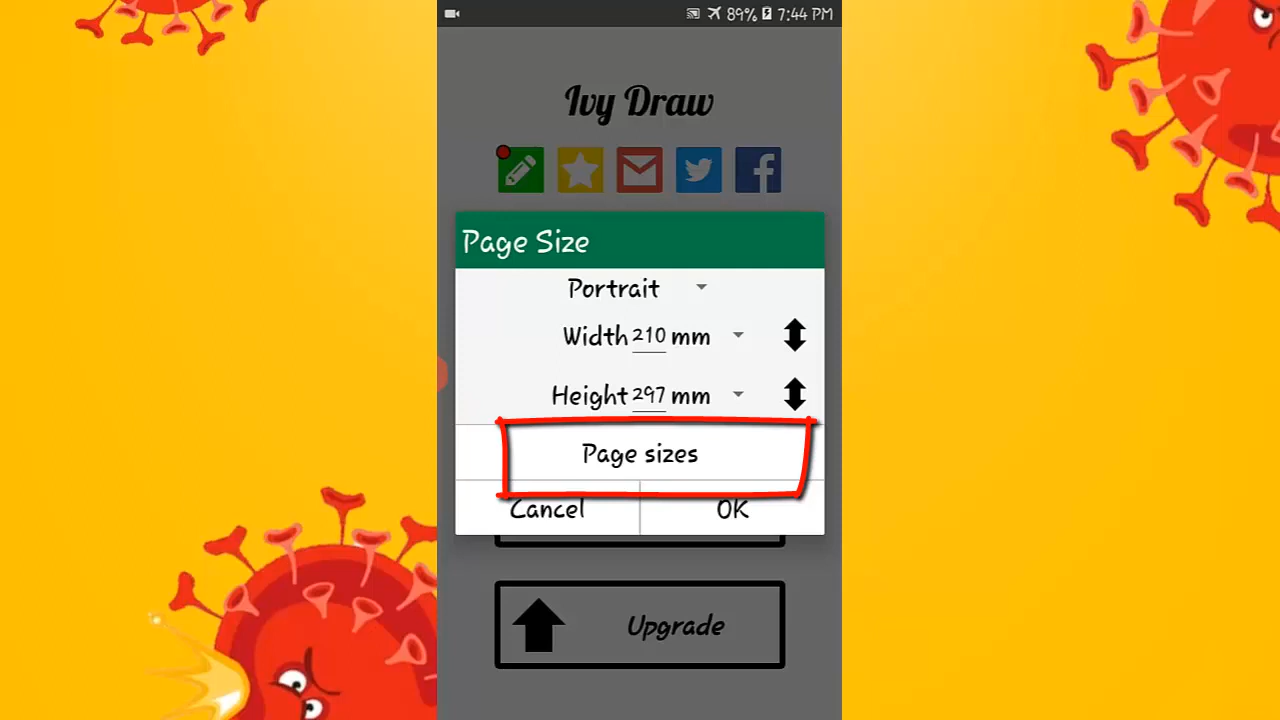 89% 7:44 PM
Ivy Draw
Page Size
Portrait
Width 210 mm
Height 297 mm
Page sizes
Cancel OK
Upgrade